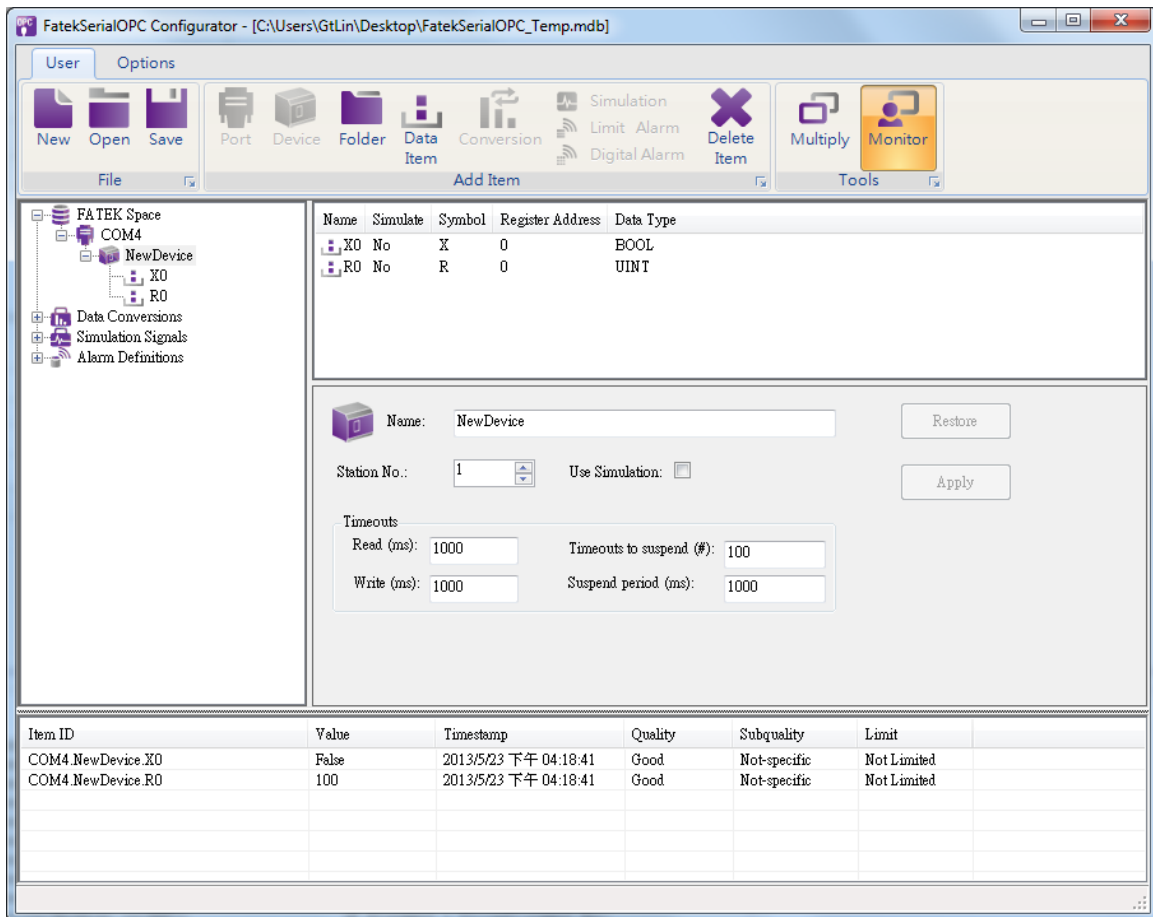 OPC FatekSerialOPC Configurator - [C:\Users\GtLin\Desktop\FatekSerialOPC_Temp.mdb]
User Options
New Open Save Port Device Folder Data Item Conversion Simulation Limit Alarm Digital Alarm Delete Item Multiply Monitor
File Add Item Tools
FATEK Space
COM4
NewDevice
X0
R0
Data Conversions
Simulation Signals
Alarm Definitions
Name Simulate Symbol Register Address Data Type
X0 No X 0 BOOL
R0 No R 0 UINT
Name: NewDevice Restore
Station No.: 1 Use Simulation: Apply
Timeouts
Read (ms): 1000 Timeouts to suspend (#): 100
Write (ms): 1000 Suspend period (ms): 1000
Item ID Value Timestamp Quality Subquality Limit
COM4.NewDevice.X0 False 2013/5/23 下午 04:18:41 Good Not-specific Not Limited
COM4.NewDevice.R0 100 2013/5/23 下午 04:18:41 Good Not-specific Not Limited